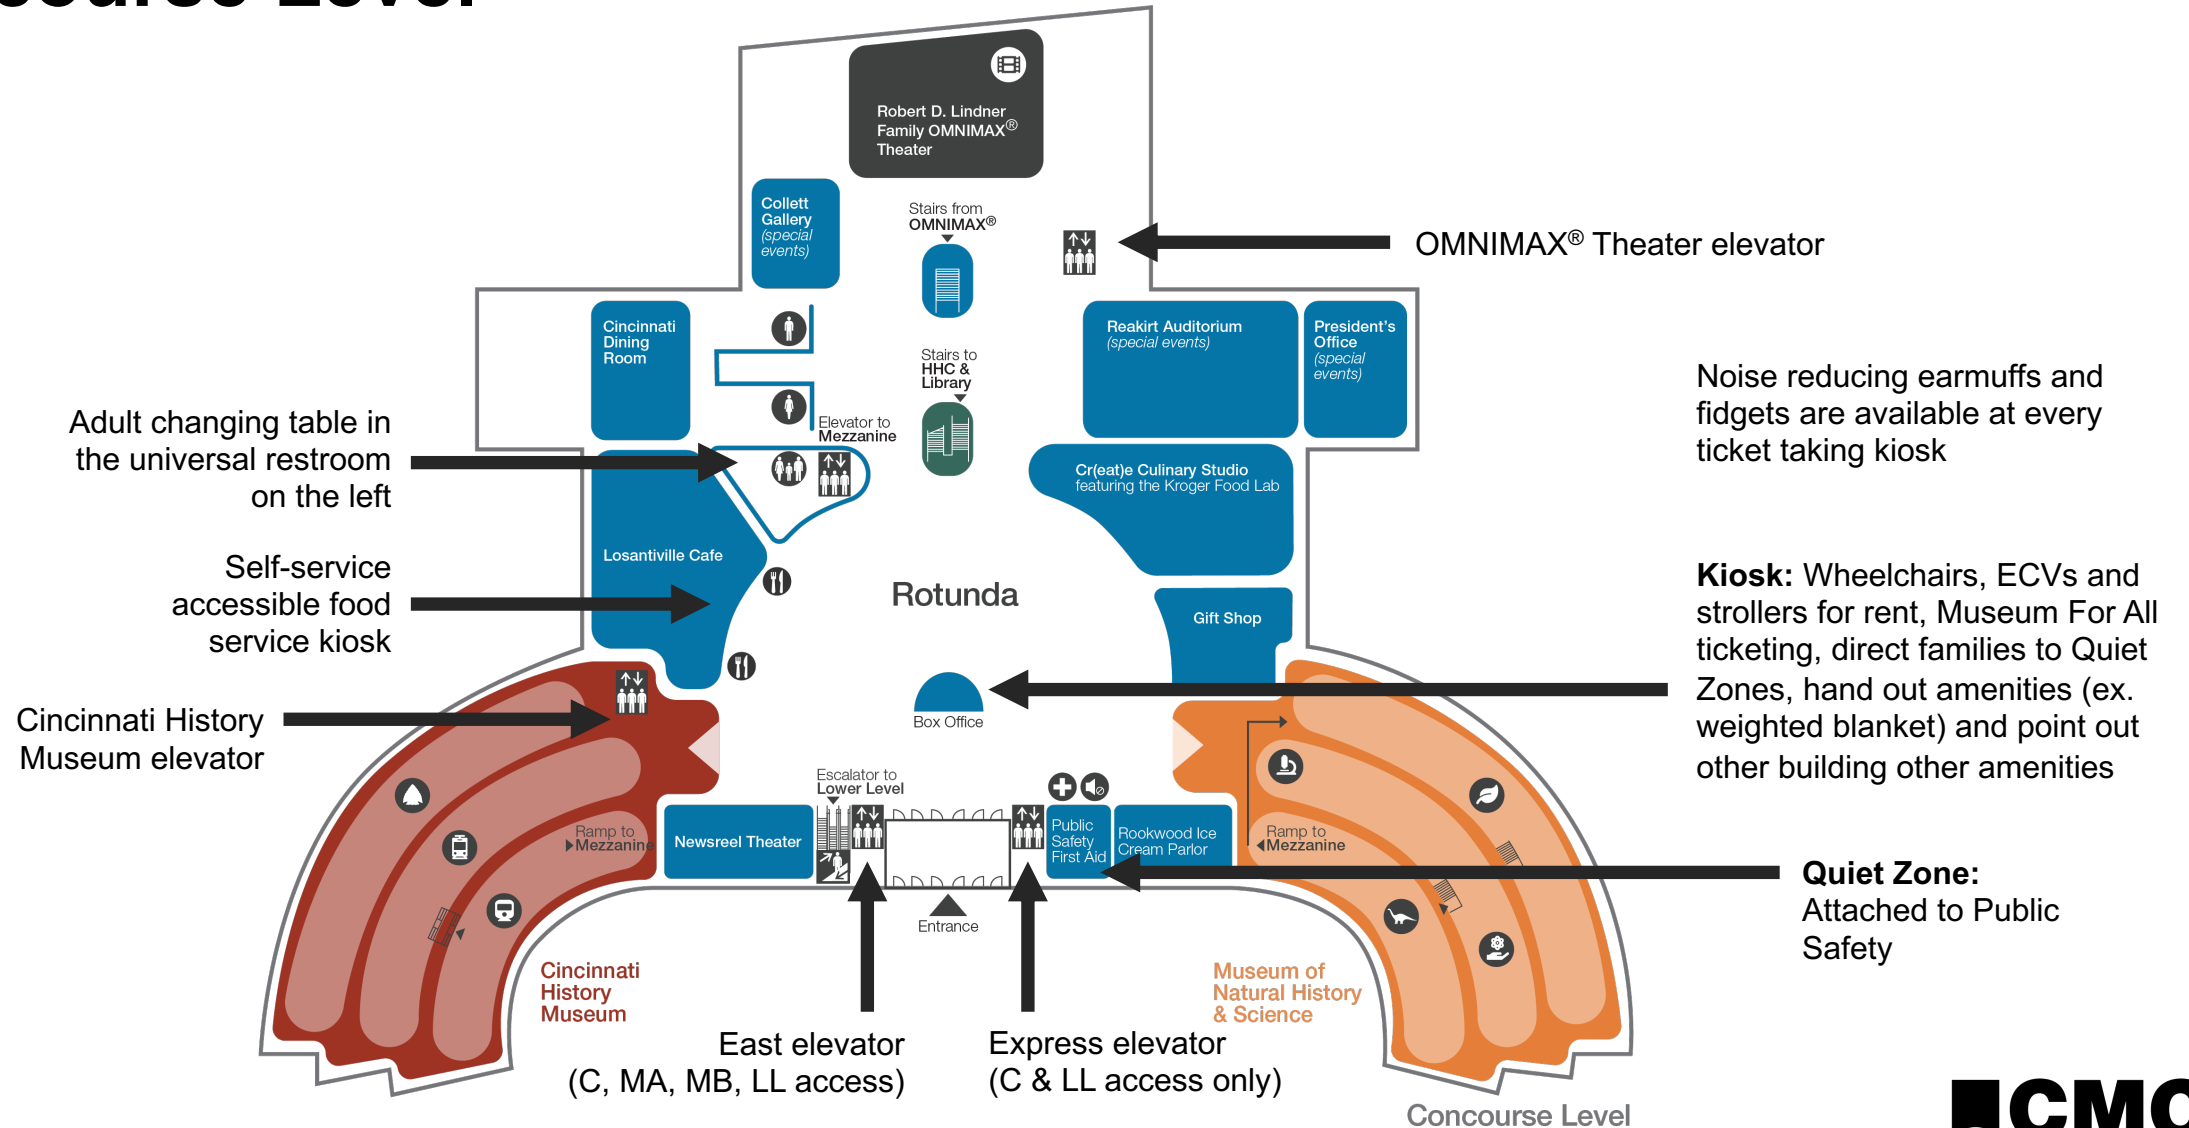 Robert D. Lindner
Family OMNIMAX®
Theater
Collett
Gallery
(special
events)
Stairs from
OMNIMAX®
OMNIMAX® Theater elevator
Cincinnati
Dining
Room
Reakirt Auditorium
(special events)
President's
Office
(special
events)
Stairs to
HHC &
Library
Noise reducing earmuffs and
fidgets are available at every
ticket taking kiosk
Adult changing table in
the universal restroom
on the left
Elevator to
Mezzanine
Cr(eat)e Culinary Studio
featuring the Kroger Food Lab
Self-service
accessible food
service kiosk
Losantiville Cafe
Rotunda
Gift Shop
Kiosk: Wheelchairs, ECVs and
strollers for rent, Museum For All
ticketing, direct families to Quiet
Zones, hand out amenities (ex.
weighted blanket) and point out
other building other amenities
Cincinnati History
Museum elevator
Box Office
Escalator to
Lower Level
Ramp to
Mezzanine
Newsreel Theater
Public
Safety
First Aid
Rookwood Ice
Cream Parlor
Ramp to
Mezzanine
Quiet Zone:
Attached to Public
Safety
Entrance
Cincinnati
History
Museum
Museum of
Natural History
& Science
East elevator
(C, MA, MB, LL access)
Express elevator
(C & LL access only)
Concourse Level